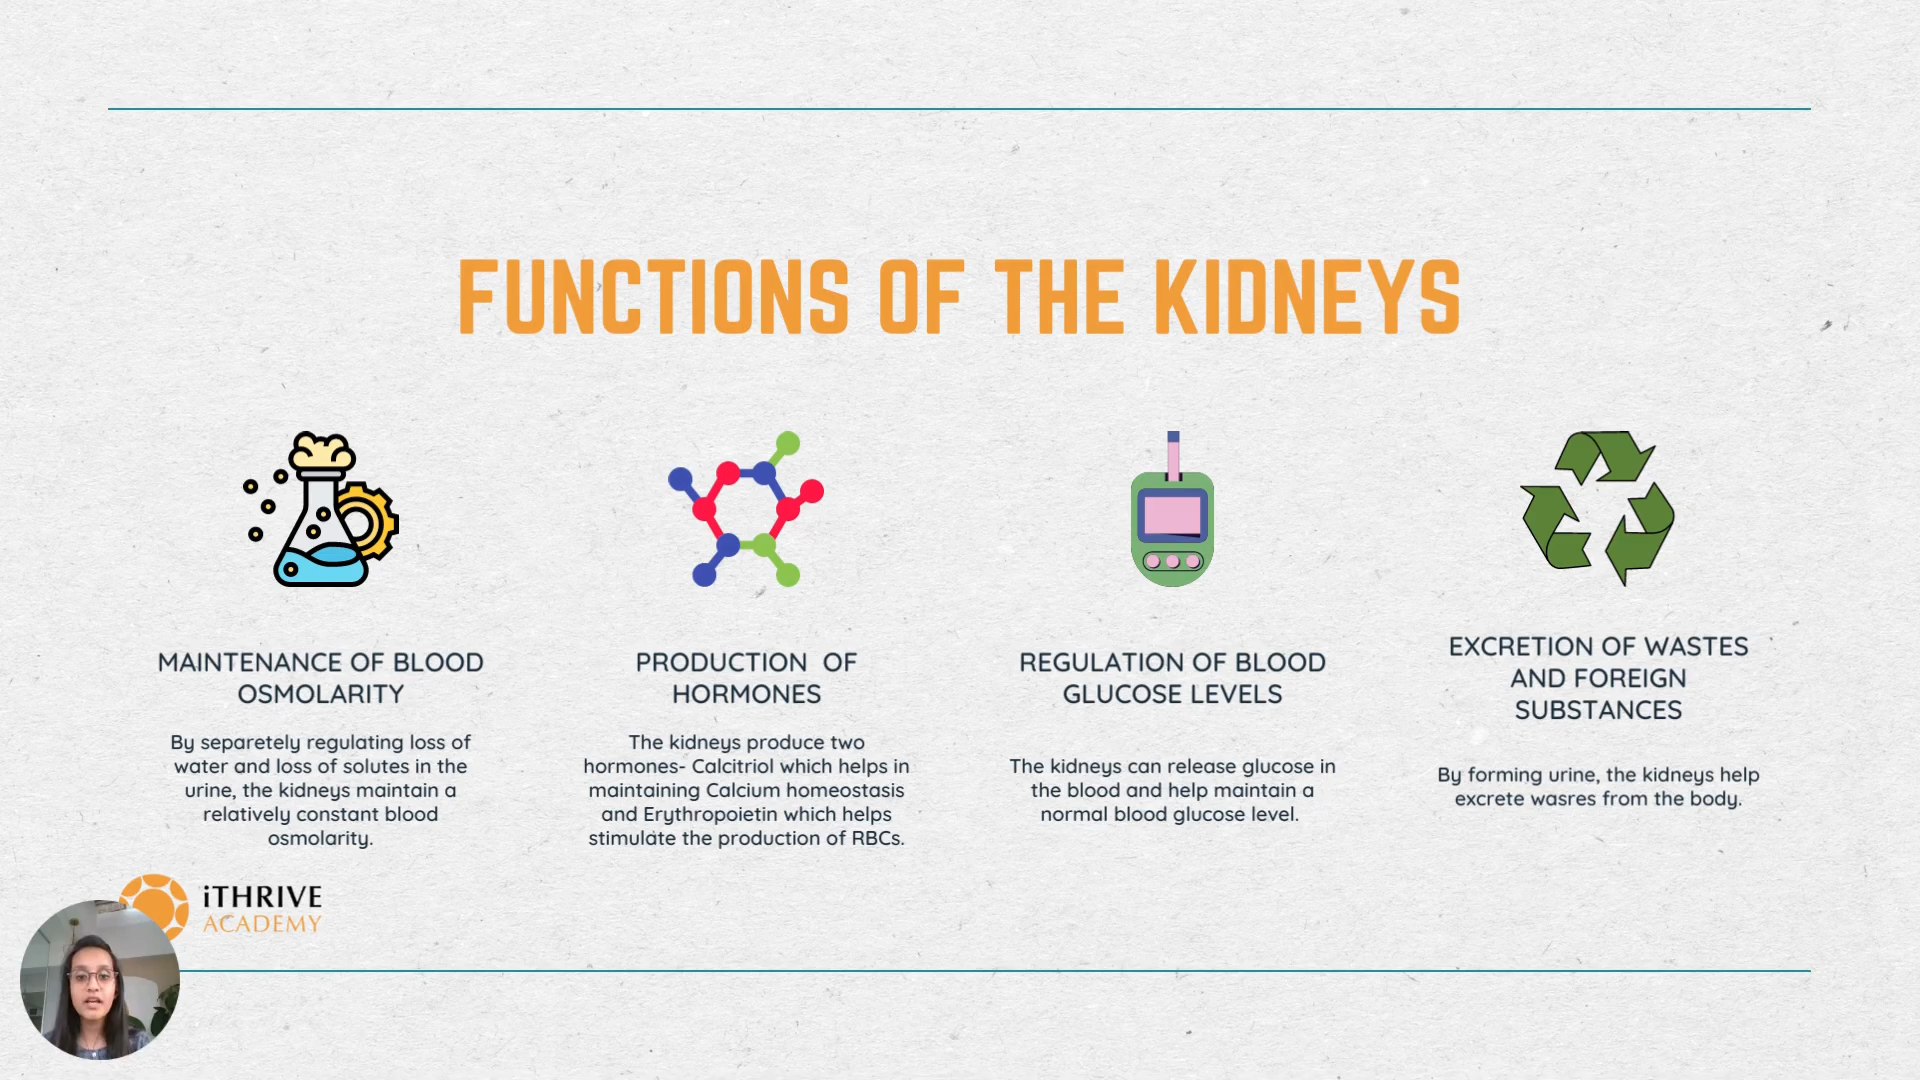 FUNCTIONS OF THE KIDNEYS
MAINTENANCE OF BLOOD
OSMOLARITY
By separetely regulating loss of
water and loss of solutes in the
urine, the kidneys maintain a
relatively constant blood
osmolarity.
PRODUCTION OF
HORMONES
The kidneys produce two
hormones- Calcitriol which helps in
maintaining Calcium homeostasis
and Erythropoietin which helps
stimulate the production of RBCs.
REGULATION OF BLOOD
GLUCOSE LEVELS
The kidneys can release glucose in
the blood and help maintain a
normal blood glucose level.
EXCRETION OF WASTES
AND FOREIGN
SUBSTANCES
By forming urine, the kidneys help
excrete wasres from the body.
iTHRIVE
ACADEMY